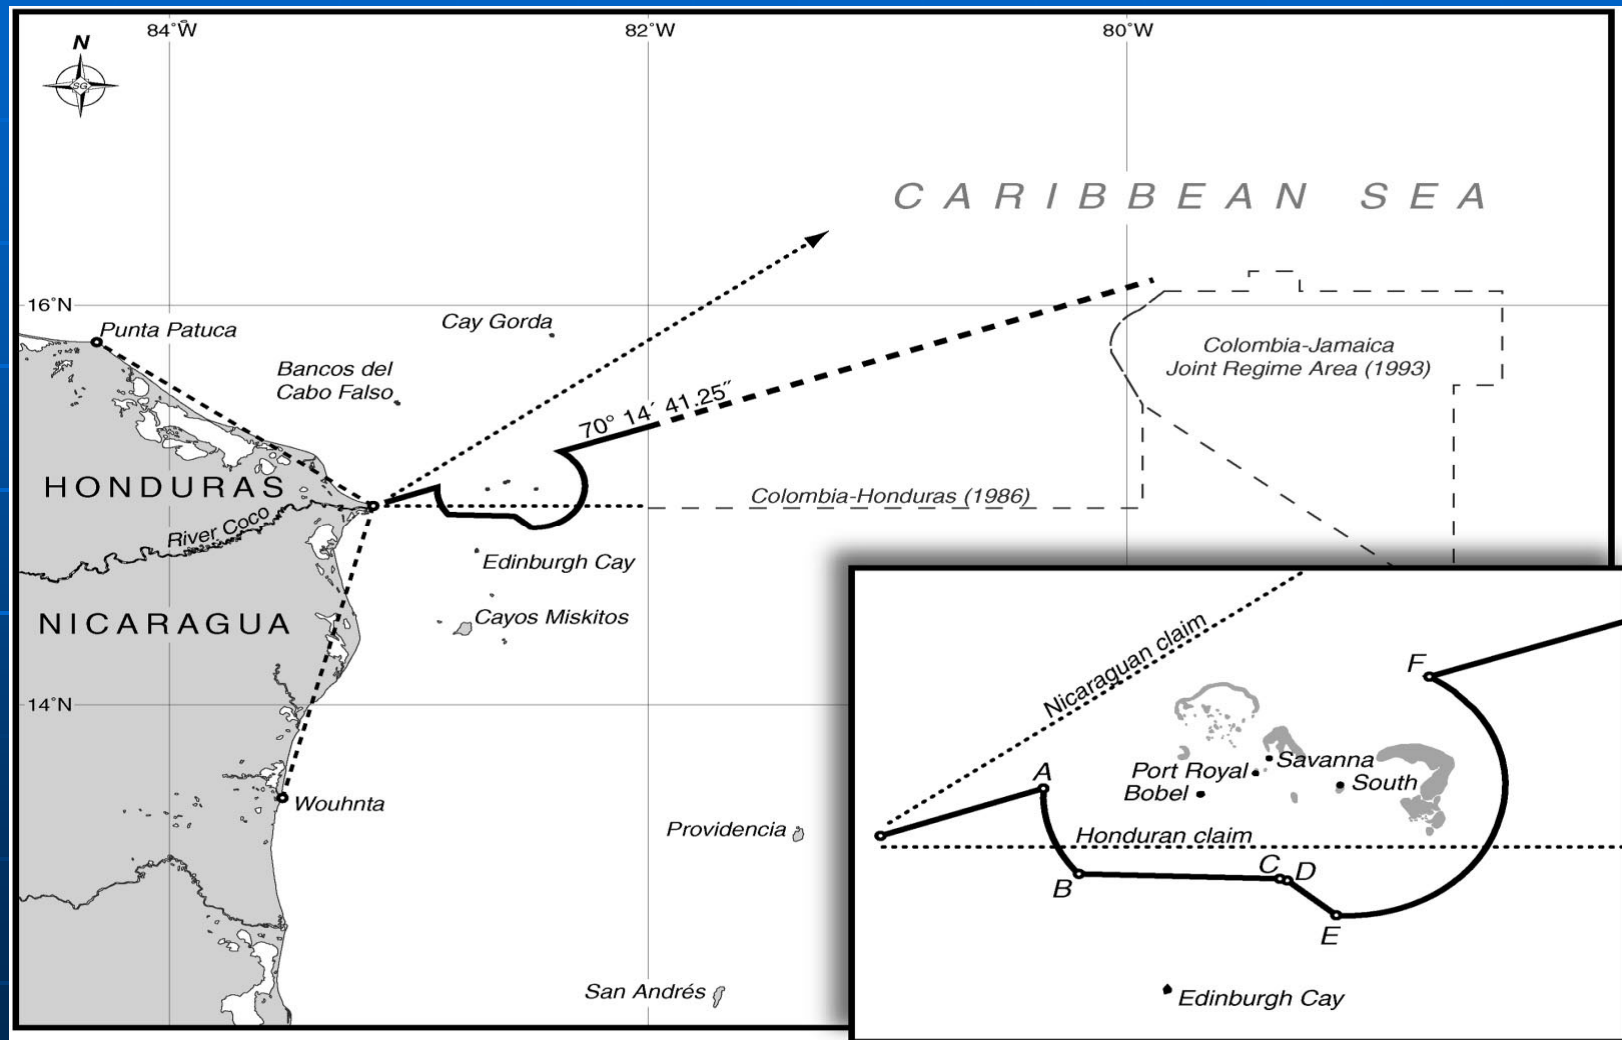 84°W
82°W
80°W
N
SG
CARIBBEAN SEA
16°N
Punta Patuca
Cay Gorda
Bancos del
Cabo Falso
Colombia-Jamaica
Joint Regime Area (1993)
70° 14′ 41.25″
HONDURAS
River Coco
Colombia-Honduras (1986)
Edinburgh Cay
NICARAGUA
Cayos Miskitos
14°N
Wouhnta
Providencia
San Andrés
Nicaraguan claim
F
A
Savanna
Port Royal
South
Bobel
Honduran claim
B
C
D
E
Edinburgh Cay